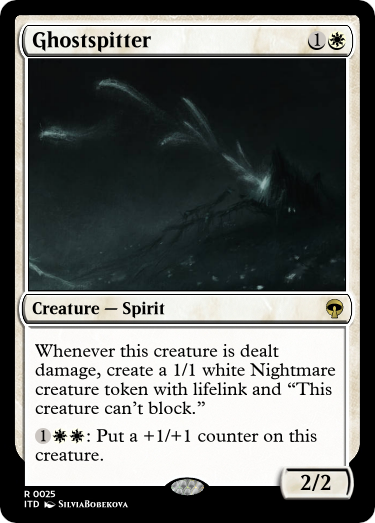 Ghostspitter 1
Creature — Spirit
Whenever this creature is dealt
damage, create a 1/1 white Nightmare
creature token with lifelink and “This
creature can’t block.”
1: Put a +1/+1 counter on this
creature.
2/2
R 0025
ITD SilviaBobekova